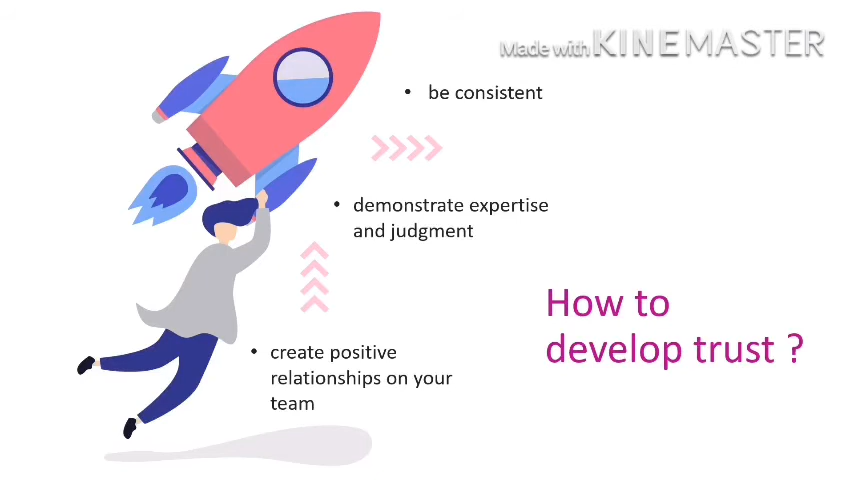 Made with KINEMASTER
• be consistent
• demonstrate expertise
and judgment
How to
develop trust ?
• create positive
relationships on your
team